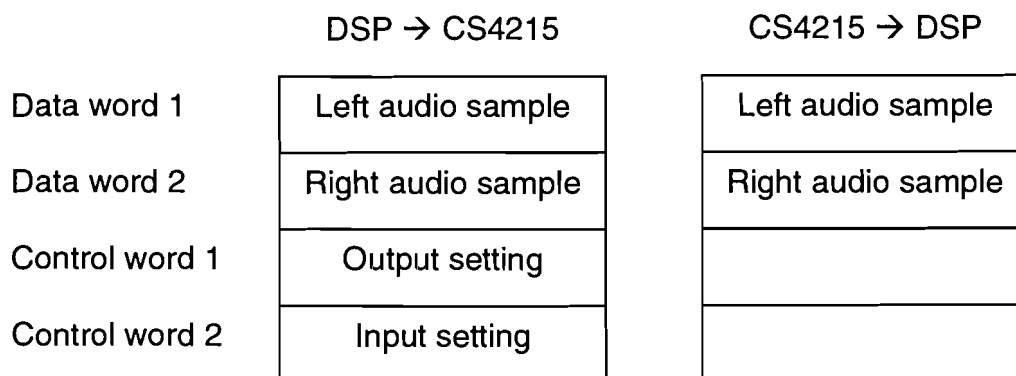 DSP → CS4215 CS4215 → DSP
Data word 1 Left audio sample Left audio sample
Data word 2 Right audio sample Right audio sample
Control word 1 Output setting
Control word 2 Input setting